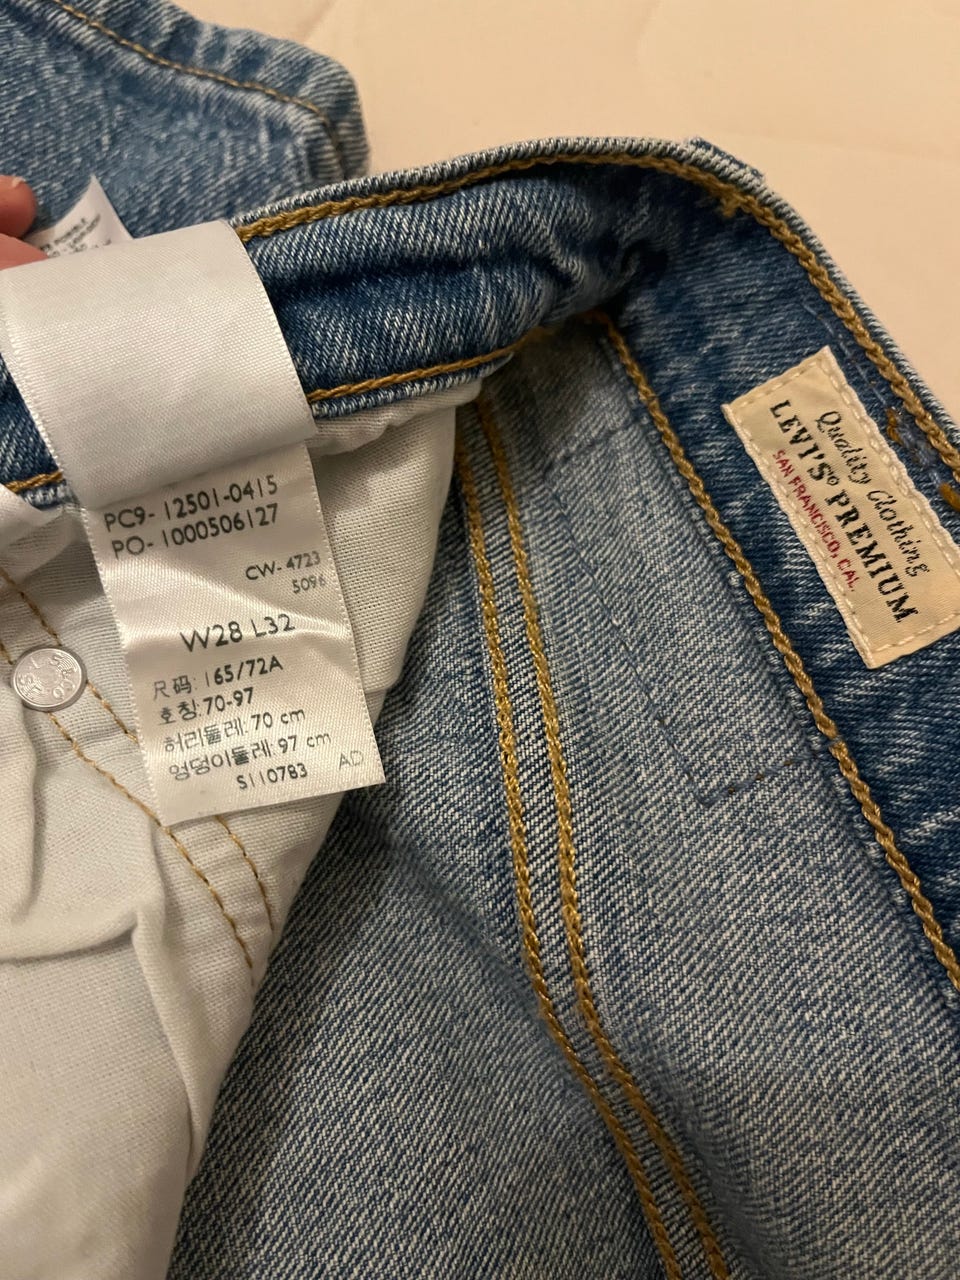 PC9- 12501-0415
PO- 1000506127
CW- 4723
5096
W28 L32
尺码: 165/72A
호칭: 70-97
허리둘레: 70 cm
엉덩이둘레: 97 cm
S110783 AD
Quality Clothing
LEVI'S® PREMIUM
SAN FRANCISCO, CAL